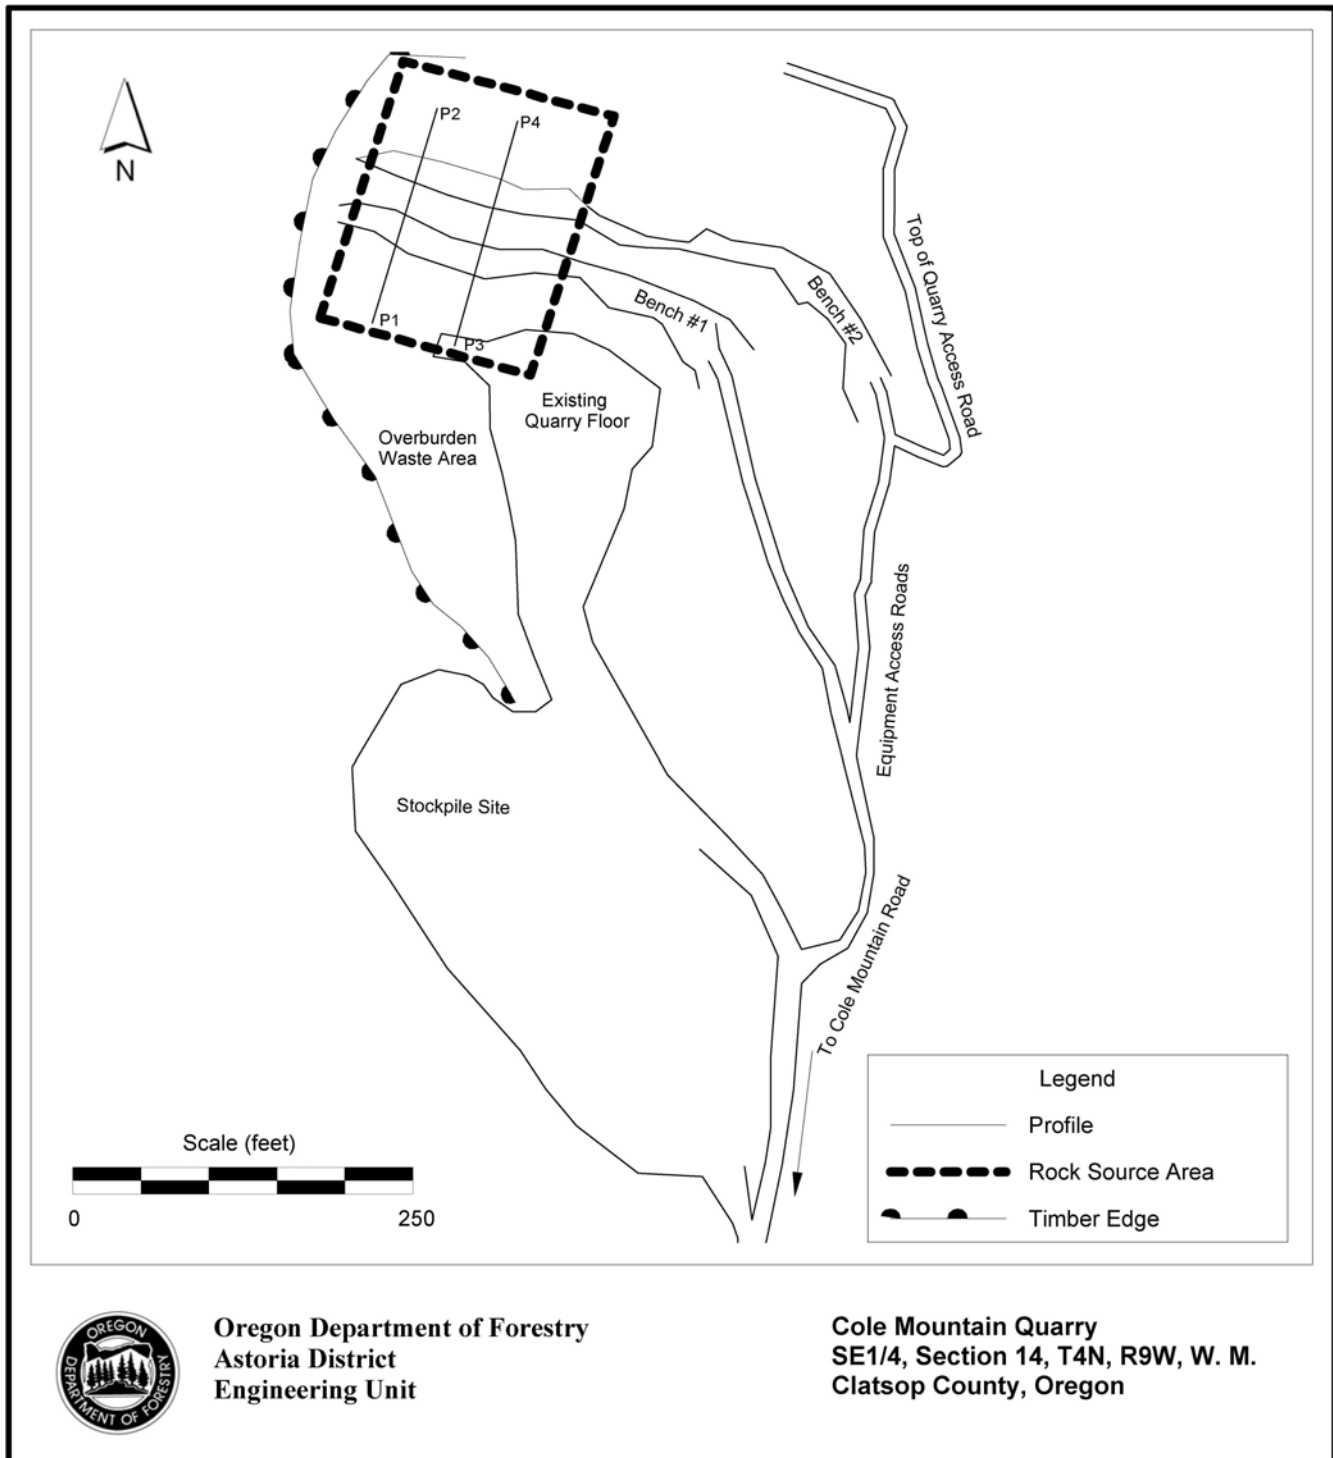 N
P2
P4
P1
P3
Bench #1
Bench #2
Top of Quarry Access Road
Existing
Quarry Floor
Overburden
Waste Area
Equipment Access Roads
Stockpile Site
To Cole Mountain Road
Scale (feet)
0 250
Legend
Profile
Rock Source Area
Timber Edge
OREGON
DEPARTMENT OF FORESTRY
Oregon Department of Forestry
Astoria District
Engineering Unit
Cole Mountain Quarry
SE1/4, Section 14, T4N, R9W, W. M.
Clatsop County, Oregon